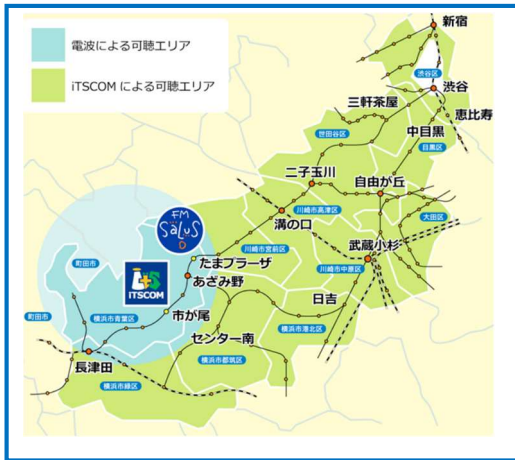 電波による可聴エリア
iTSCOM による可聴エリア
新宿
渋谷区
渋谷
三軒茶屋
恵比寿
世田谷区
中目黒
目黒区
二子玉川
自由が丘
川崎市高津区
大田区
溝の口
FM
SaLuS
武蔵小杉
川崎市宮前区
たまプラーザ
川崎市中原区
町田市
あざみ野
iTSCOM
日吉
町田市
市が尾
横浜市青葉区
横浜市港北区
センター南
長津田
横浜市都筑区
横浜市緑区